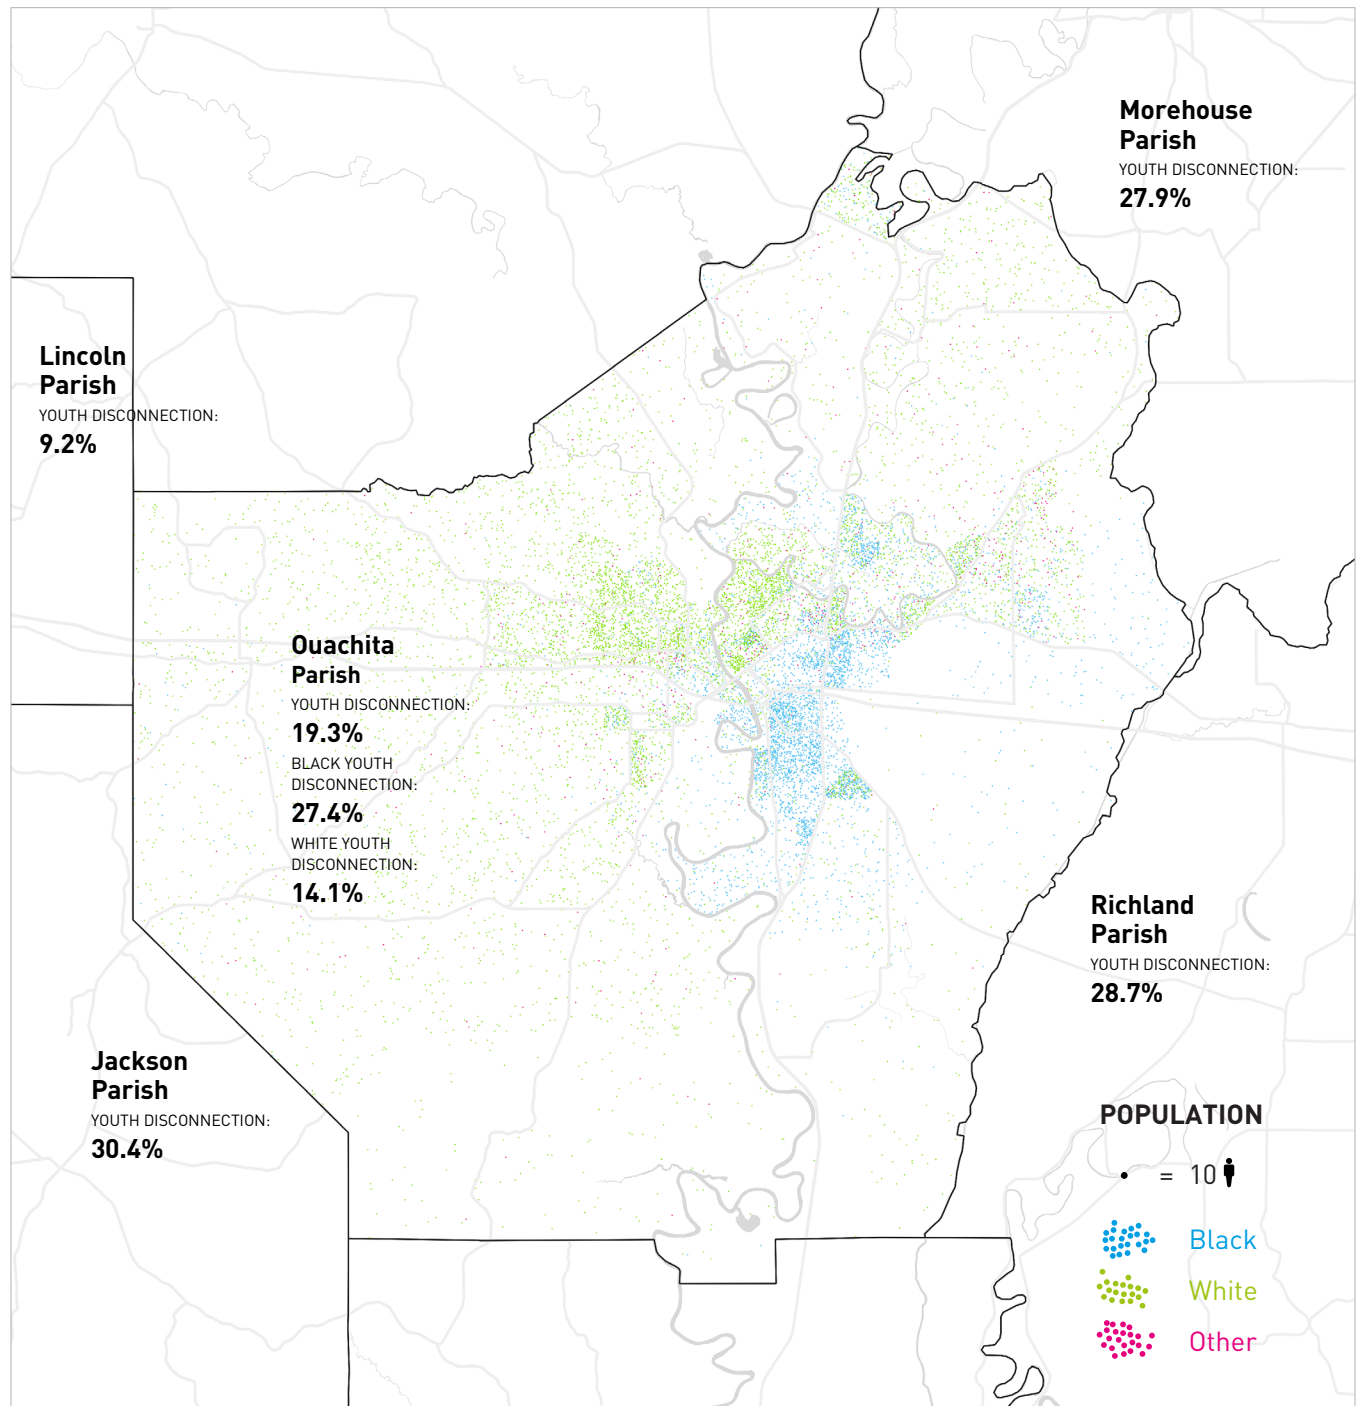 Morehouse
Parish
YOUTH DISCONNECTION:
27.9%
Lincoln
Parish
YOUTH DISCONNECTION:
9.2%
Ouachita
Parish
YOUTH DISCONNECTION:
19.3%
BLACK YOUTH
DISCONNECTION:
27.4%
WHITE YOUTH
DISCONNECTION:
14.1%
Richland
Parish
YOUTH DISCONNECTION:
28.7%
Jackson
Parish
YOUTH DISCONNECTION:
30.4%
POPULATION
= 10
Black
White
Other